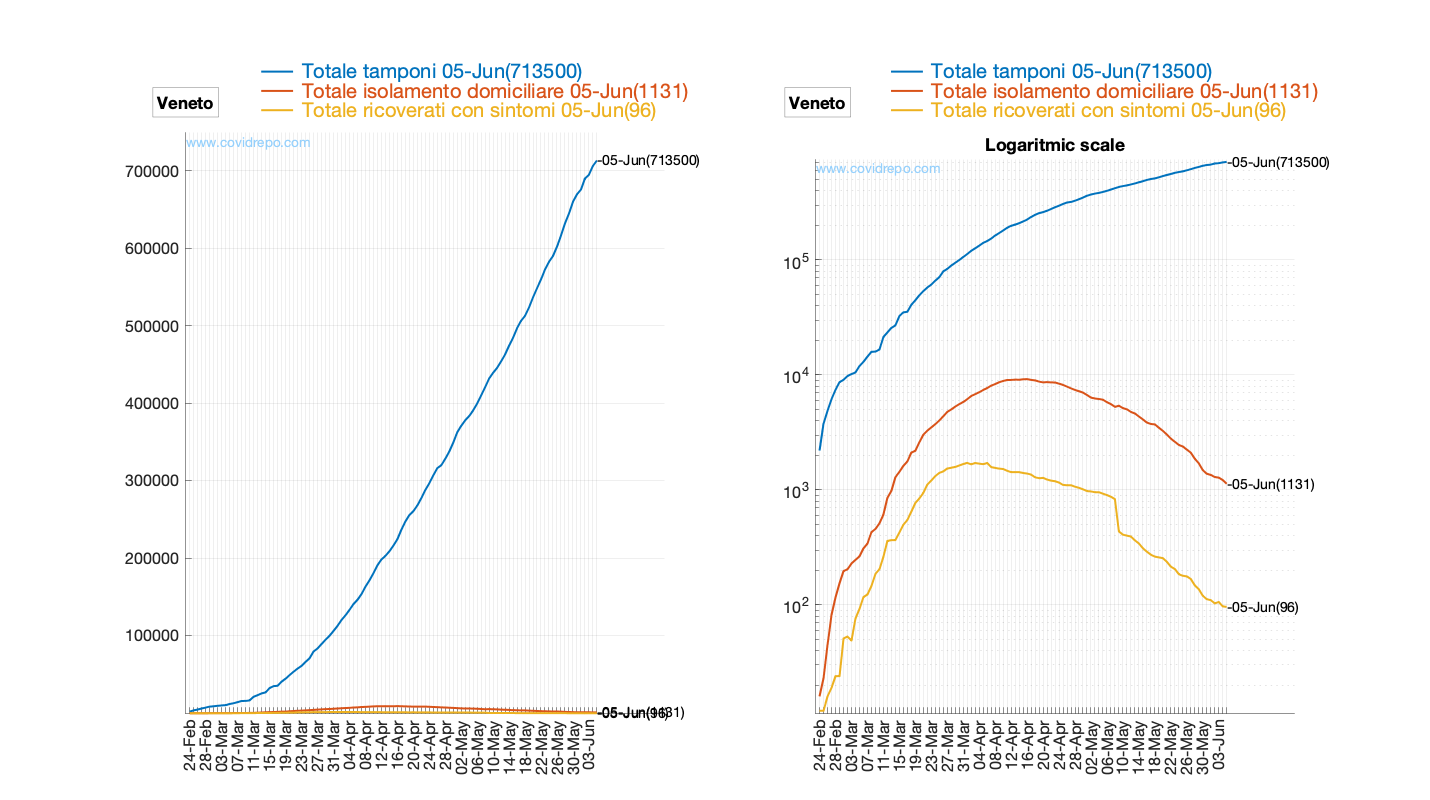 Totale tamponi 05-Jun(713500)
Totale isolamento domiciliare 05-Jun(1131)
Totale ricoverati con sintomi 05-Jun(96)
Veneto
www.covidrepo.com
-05-Jun(713500)
700000
600000
500000
400000
300000
200000
100000
-05-Jun(96)
24-Feb
28-Feb
03-Mar
07-Mar
11-Mar
15-Mar
19-Mar
23-Mar
27-Mar
31-Mar
04-Apr
08-Apr
12-Apr
16-Apr
20-Apr
24-Apr
28-Apr
02-May
06-May
10-May
14-May
18-May
22-May
26-May
30-May
03-Jun
Totale tamponi 05-Jun(713500)
Totale isolamento domiciliare 05-Jun(1131)
Totale ricoverati con sintomi 05-Jun(96)
Veneto
Logaritmic scale
www.covidrepo.com
-05-Jun(713500)
10^5
10^4
10^3
10^2
-05-Jun(1131)
-05-Jun(96)
24-Feb
28-Feb
03-Mar
07-Mar
11-Mar
15-Mar
19-Mar
23-Mar
27-Mar
31-Mar
04-Apr
08-Apr
12-Apr
16-Apr
20-Apr
24-Apr
28-Apr
02-May
06-May
10-May
14-May
18-May
22-May
26-May
30-May
03-Jun